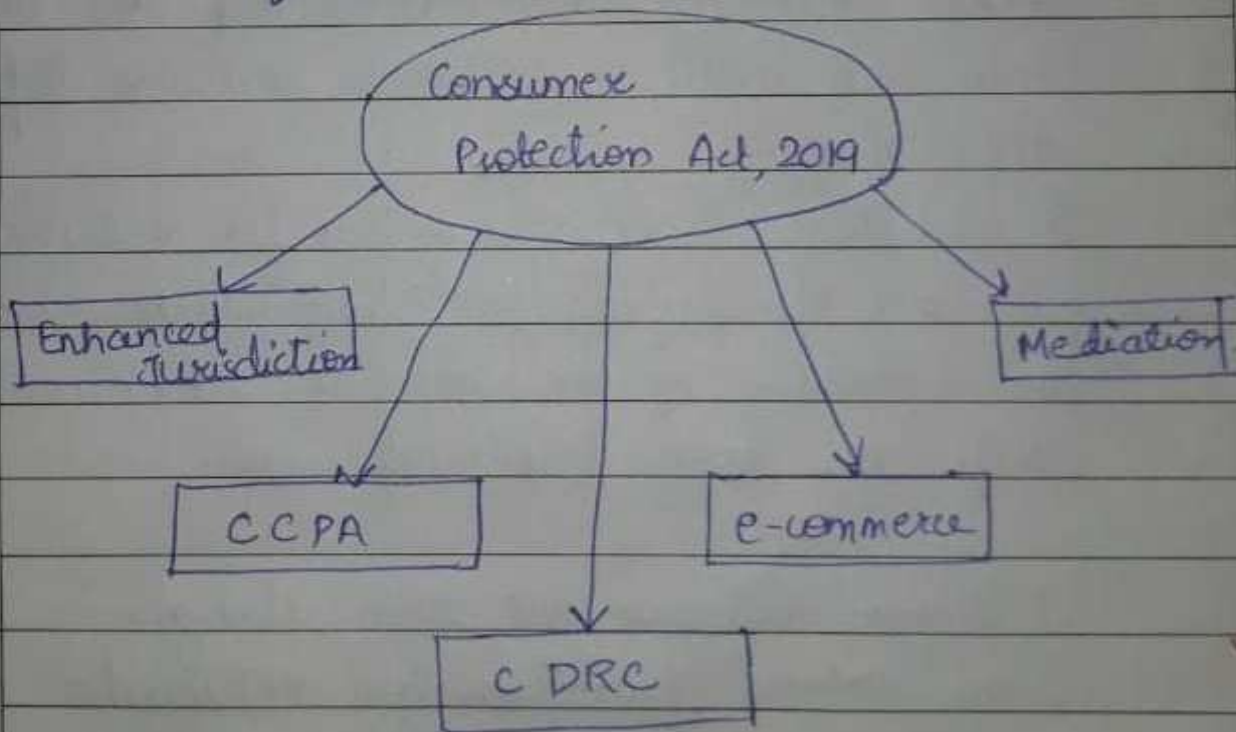 Consumer
Protection Act, 2019
Enhanced
Jurisdiction
Mediation
CCPA
e-commerce
CDRC